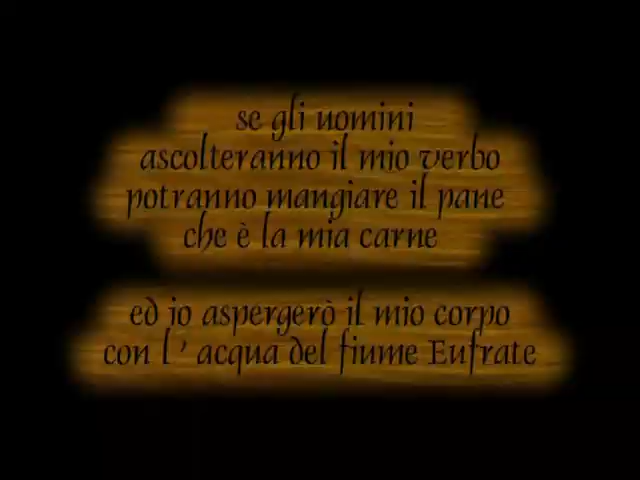 se gli uomini
ascolteranno il mio verbo
potranno mangiare il pane
che è la mia carne
ed io aspergerò il mio corpo
con l'acqua del fiume Eufrate